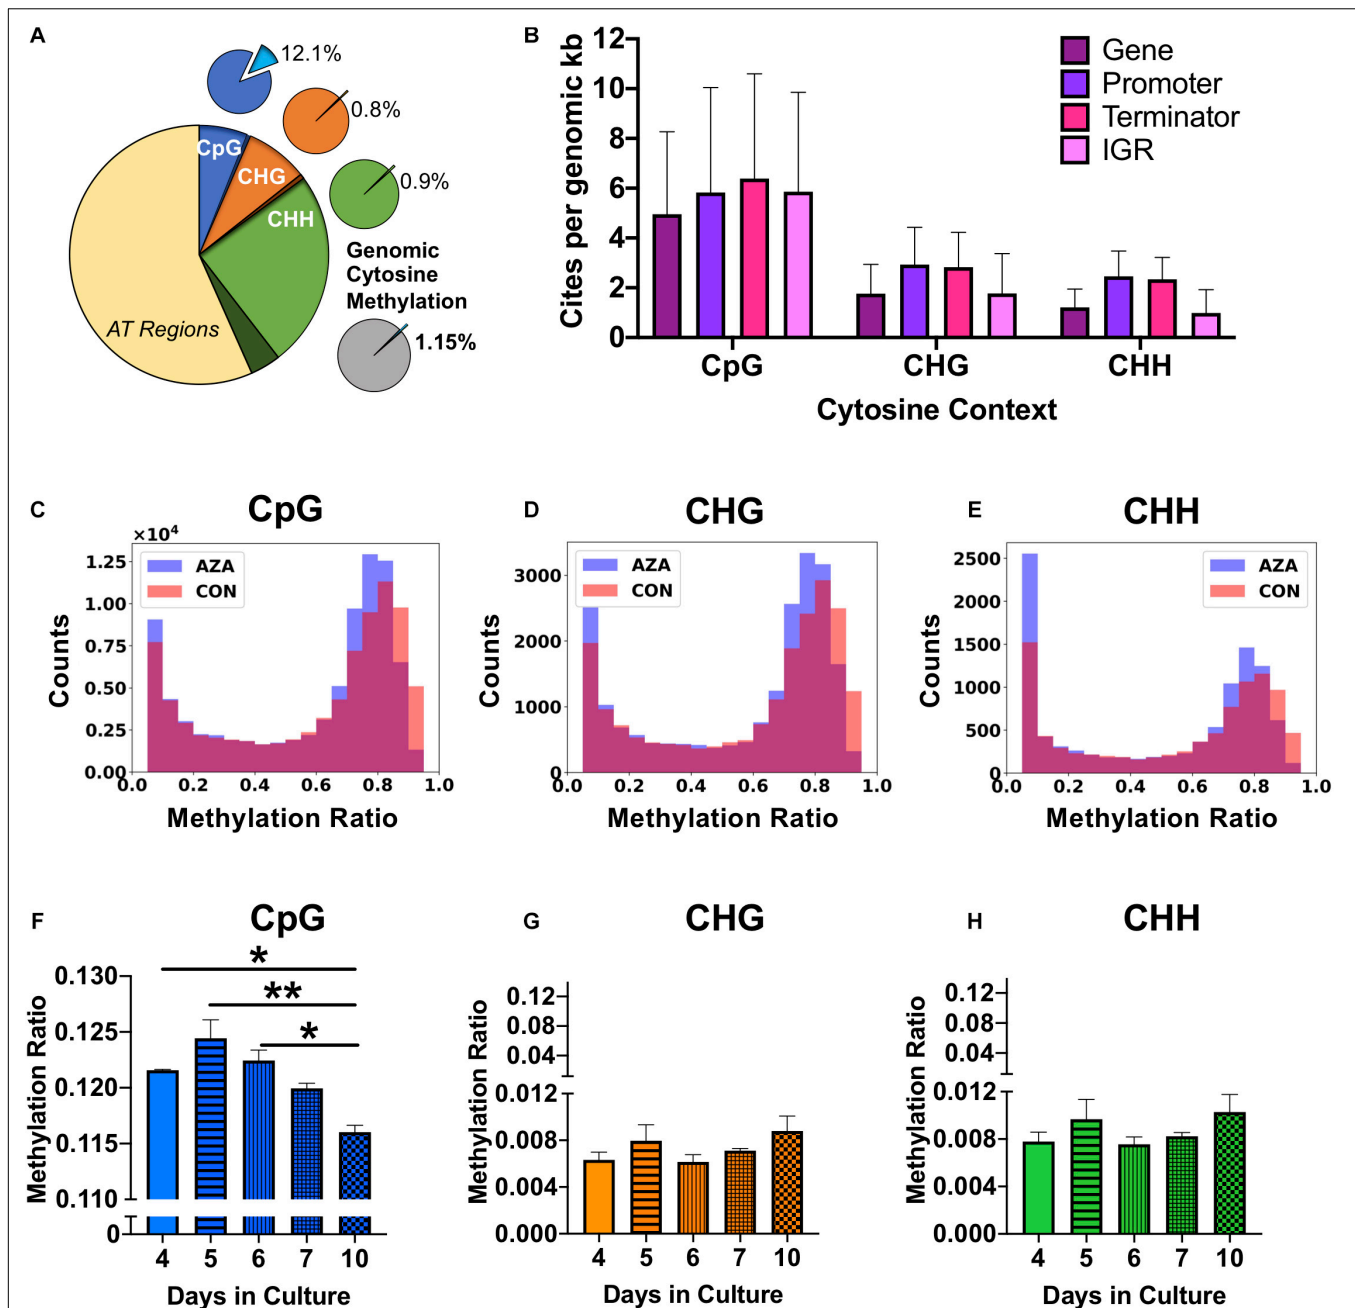 A
12.1%
0.8%
0.9%
CpG
CHG
CHH
AT Regions
Genomic
Cytosine
Methylation
1.15%
B
Cites per genomic kb
12
10
8
6
4
2
0
Gene
Promoter
Terminator
IGR
CpG CHG CHH
Cytosine Context
C
CpG
×10⁴
Counts
1.25
1.00
0.75
0.50
0.25
0.00
AZA
CON
0.0 0.2 0.4 0.6 0.8 1.0
Methylation Ratio
D
CHG
Counts
3000
2000
1000
0
AZA
CON
0.0 0.2 0.4 0.6 0.8 1.0
Methylation Ratio
E
CHH
Counts
2500
2000
1500
1000
500
0
AZA
CON
0.0 0.2 0.4 0.6 0.8 1.0
Methylation Ratio
F
CpG
Methylation Ratio
0.130
0.125
0.120
0.115
0.110
0
*
**
*
4 5 6 7 10
Days in Culture
G
CHG
Methylation Ratio
0.12
0.08
0.04
0.012
0.008
0.004
0.000
4 5 6 7 10
Days in Culture
H
CHH
Methylation Ratio
0.12
0.08
0.04
0.012
0.008
0.004
0.000
4 5 6 7 10
Days in Culture